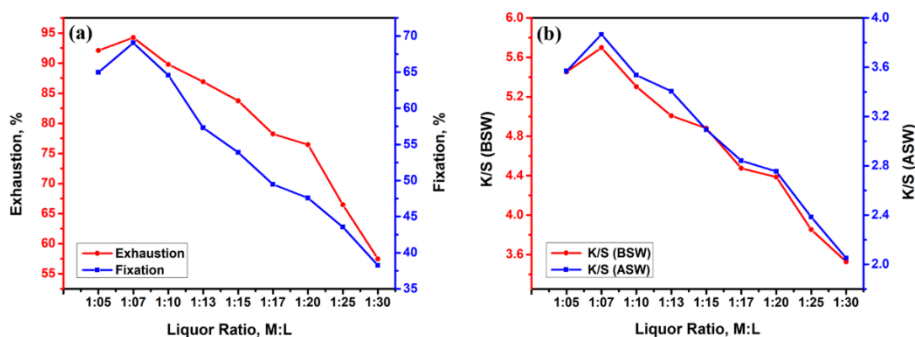 (a)
95
90
85
80
75
70
65
60
55
Exhaustion, %
70
65
60
55
50
45
40
35
Fixation, %
Exhaustion
Fixation
1:05 1:07 1:10 1:13 1:15 1:17 1:20 1:25 1:30
Liquor Ratio, M:L
(b)
6.0
5.6
5.2
4.8
4.4
4.0
3.6
K/S (BSW)
4.0
3.6
3.2
2.8
2.4
2.0
K/S (ASW)
K/S (BSW)
K/S (ASW)
1:05 1:07 1:10 1:13 1:15 1:17 1:20 1:25 1:30
Liquor Ratio, M:L